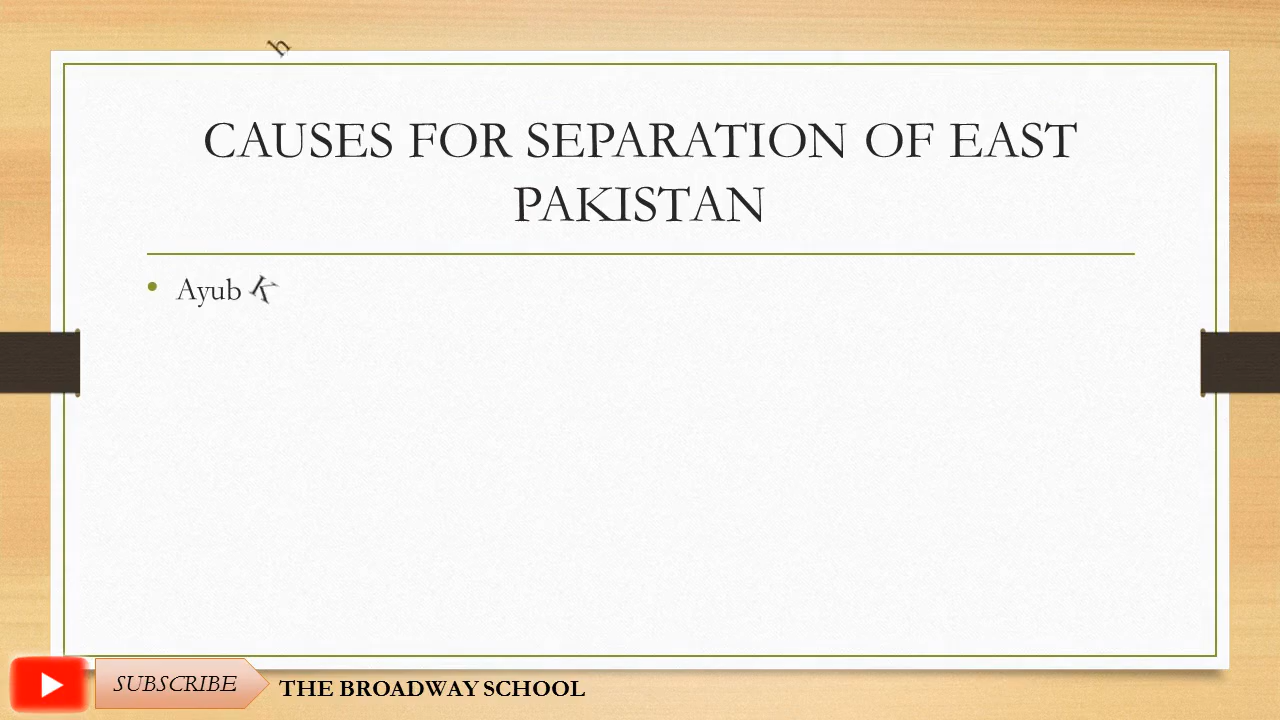 h
CAUSES FOR SEPARATION OF EAST
PAKISTAN
• Ayub K
SUBSCRIBE
THE BROADWAY SCHOOL